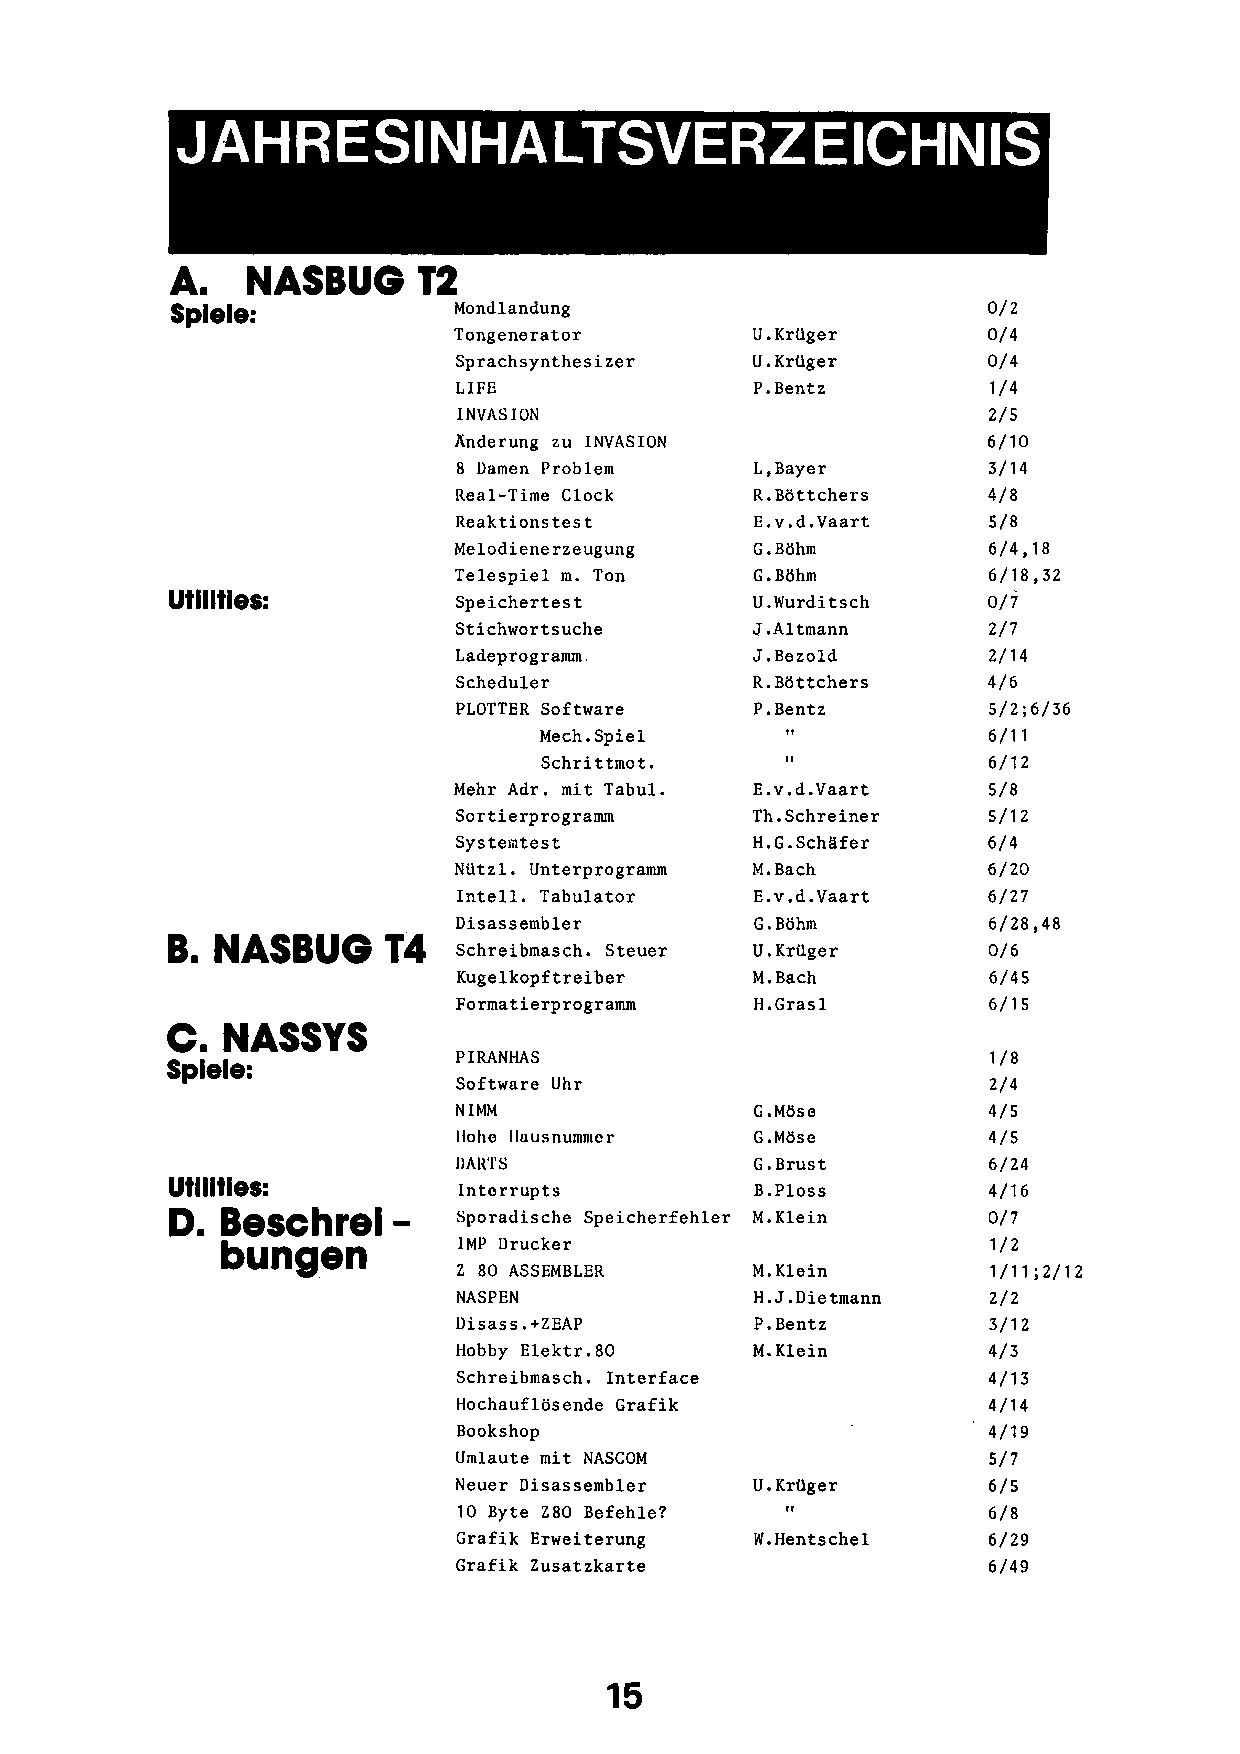 JAHRESINHALTSVERZEICHNIS
A. NASBUG T2
Spiele: Mondlandung 0/2
Tongenerator U.Krüger 0/4
Sprachsynthesizer U.Krüger 0/4
LIFE P.Bentz 1/4
INVASION 2/5
Änderung zu INVASION 6/10
8 Damen Problem L,Bayer 3/14
Real-Time Clock R.Böttchers 4/8
Reaktionstest E.v.d.Vaart 5/8
Melodienerzeugung G.Böhm 6/4,18
Telespiel m. Ton G.Böhm 6/18,32
Utilities: Speichertest U.Wurditsch 0/7
Stichwortsuche J.Altmann 2/7
Ladeprogramm. J.Bezold 2/14
Scheduler R.Böttchers 4/6
PLOTTER Software P.Bentz 5/2;6/36
Mech.Spiel " 6/11
Schrittmot. " 6/12
Mehr Adr. mit Tabul. E.v.d.Vaart 5/8
Sortierprogramm Th.Schreiner 5/12
Systemtest H.G.Schäfer 6/4
Nützl. Unterprogramm M.Bach 6/20
Intell. Tabulator E.v.d.Vaart 6/27
Disassembler G.Böhm 6/28,48
B. NASBUG T4 Schreibmasch. Steuer U.Krüger 0/6
Kugelkopftreiber M.Bach 6/45
Formatierprogramm H.Grasl 6/15
C. NASSYS
Spiele: PIRANHAS 1/8
Software Uhr 2/4
NIMM G.Möse 4/5
Hohe Hausnummer G.Möse 4/5
DARTS G.Brust 6/24
Utilities: Interrupts B.Ploss 4/16
D. Beschrei- Sporadische Speicherfehler M.Klein 0/7
bungen IMP Drucker 1/2
Z 80 ASSEMBLER M.Klein 1/11;2/12
NASPEN H.J.Dietmann 2/2
Disass.+ZEAP P.Bentz 3/12
Hobby Elektr.80 M.Klein 4/3
Schreibmasch. Interface 4/13
Hochauflösende Grafik 4/14
Bookshop 4/19
Umlaute mit NASCOM 5/7
Neuer Disassembler U.Krüger 6/5
10 Byte Z80 Befehle? " 6/8
Grafik Erweiterung W.Hentschel 6/29
Grafik Zusatzkarte 6/49
15